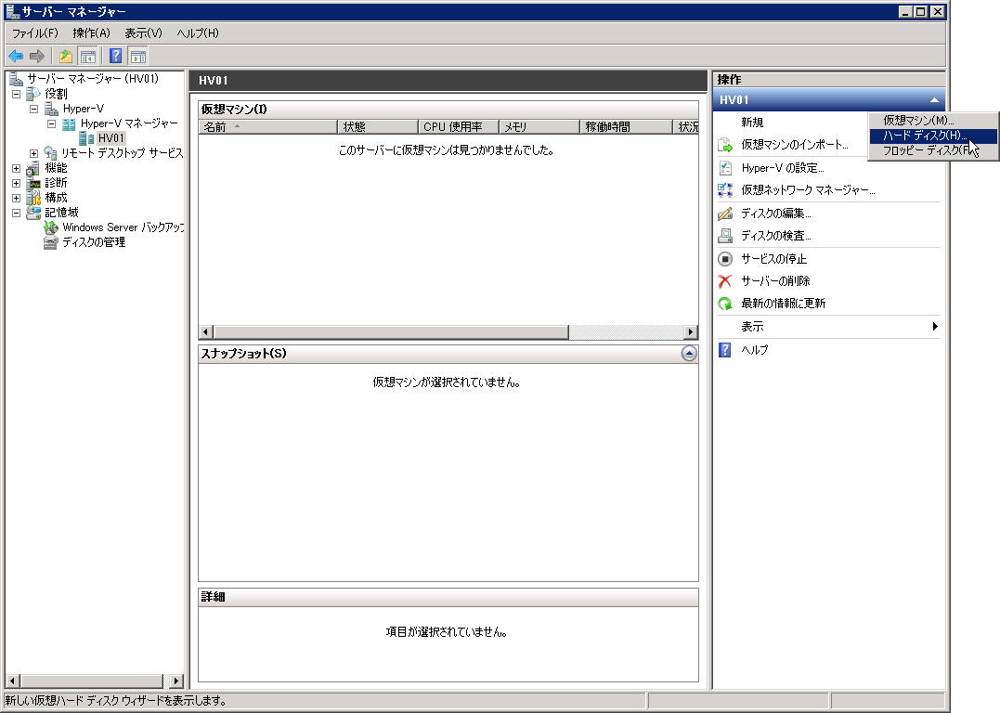 サーバー マネージャー
ファイル(F) 操作(A) 表示(V) ヘルプ(H)
サーバー マネージャー (HV01)
役割
Hyper-V
Hyper-V マネージャー
HV01
リモート デスクトップ サービス
機能
診断
構成
記憶域
Windows Server バックアップ
ディスクの管理
HV01
仮想マシン(I)
名前 状態 CPU 使用率 メモリ 稼働時間 状況
このサーバーに仮想マシンは見つかりませんでした。
スナップショット(S)
仮想マシンが選択されていません。
詳細
項目が選択されていません。
操作
HV01
新規
仮想マシンのインポート...
Hyper-V の設定...
仮想ネットワーク マネージャー...
ディスクの編集...
ディスクの検査...
サービスの停止
サーバーの削除
最新の情報に更新
表示
ヘルプ
仮想マシン(M)...
ハード ディスク(H)...
フロッピー ディスク(F
新しい仮想ハード ディスク ウィザードを表示します。